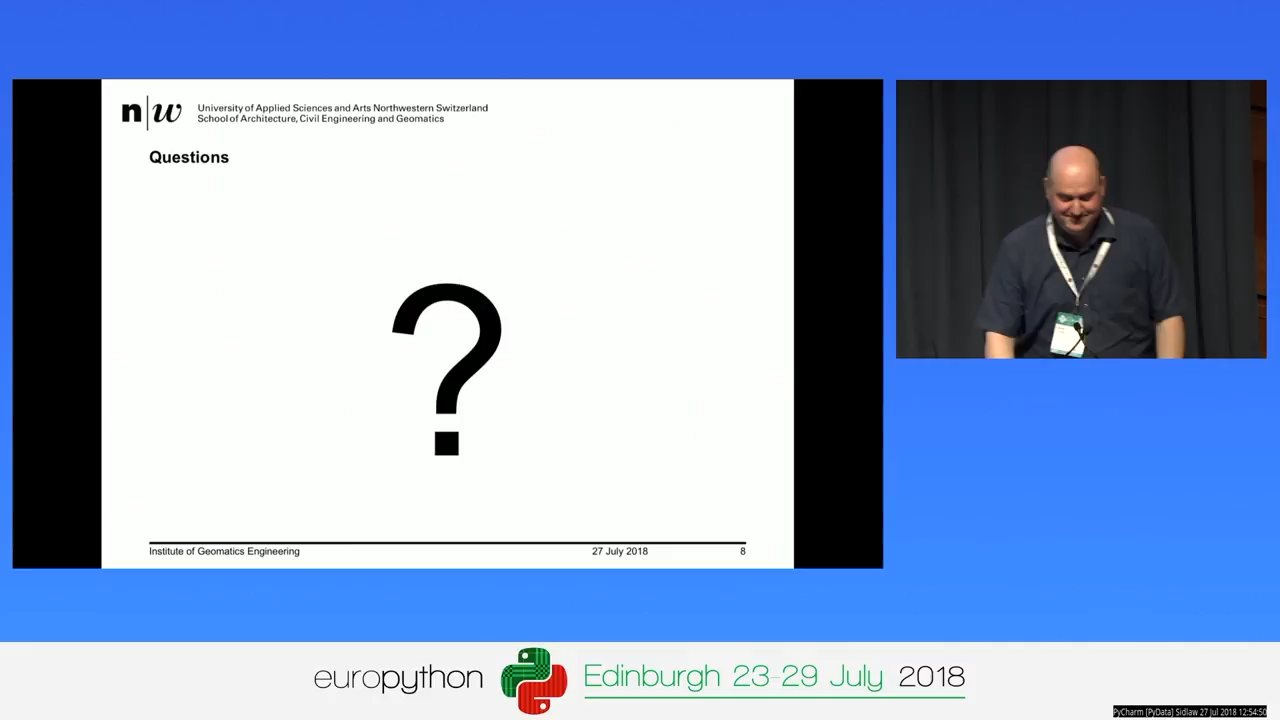 n|w
University of Applied Sciences and Arts Northwestern Switzerland
School of Architecture, Civil Engineering and Geomatics
Questions
?
Institute of Geomatics Engineering 27 July 2018 8
europython Edinburgh 23-29 July 2018
PyCharm [PyData] Sidlaw 27 Jul 2018 12:54:50